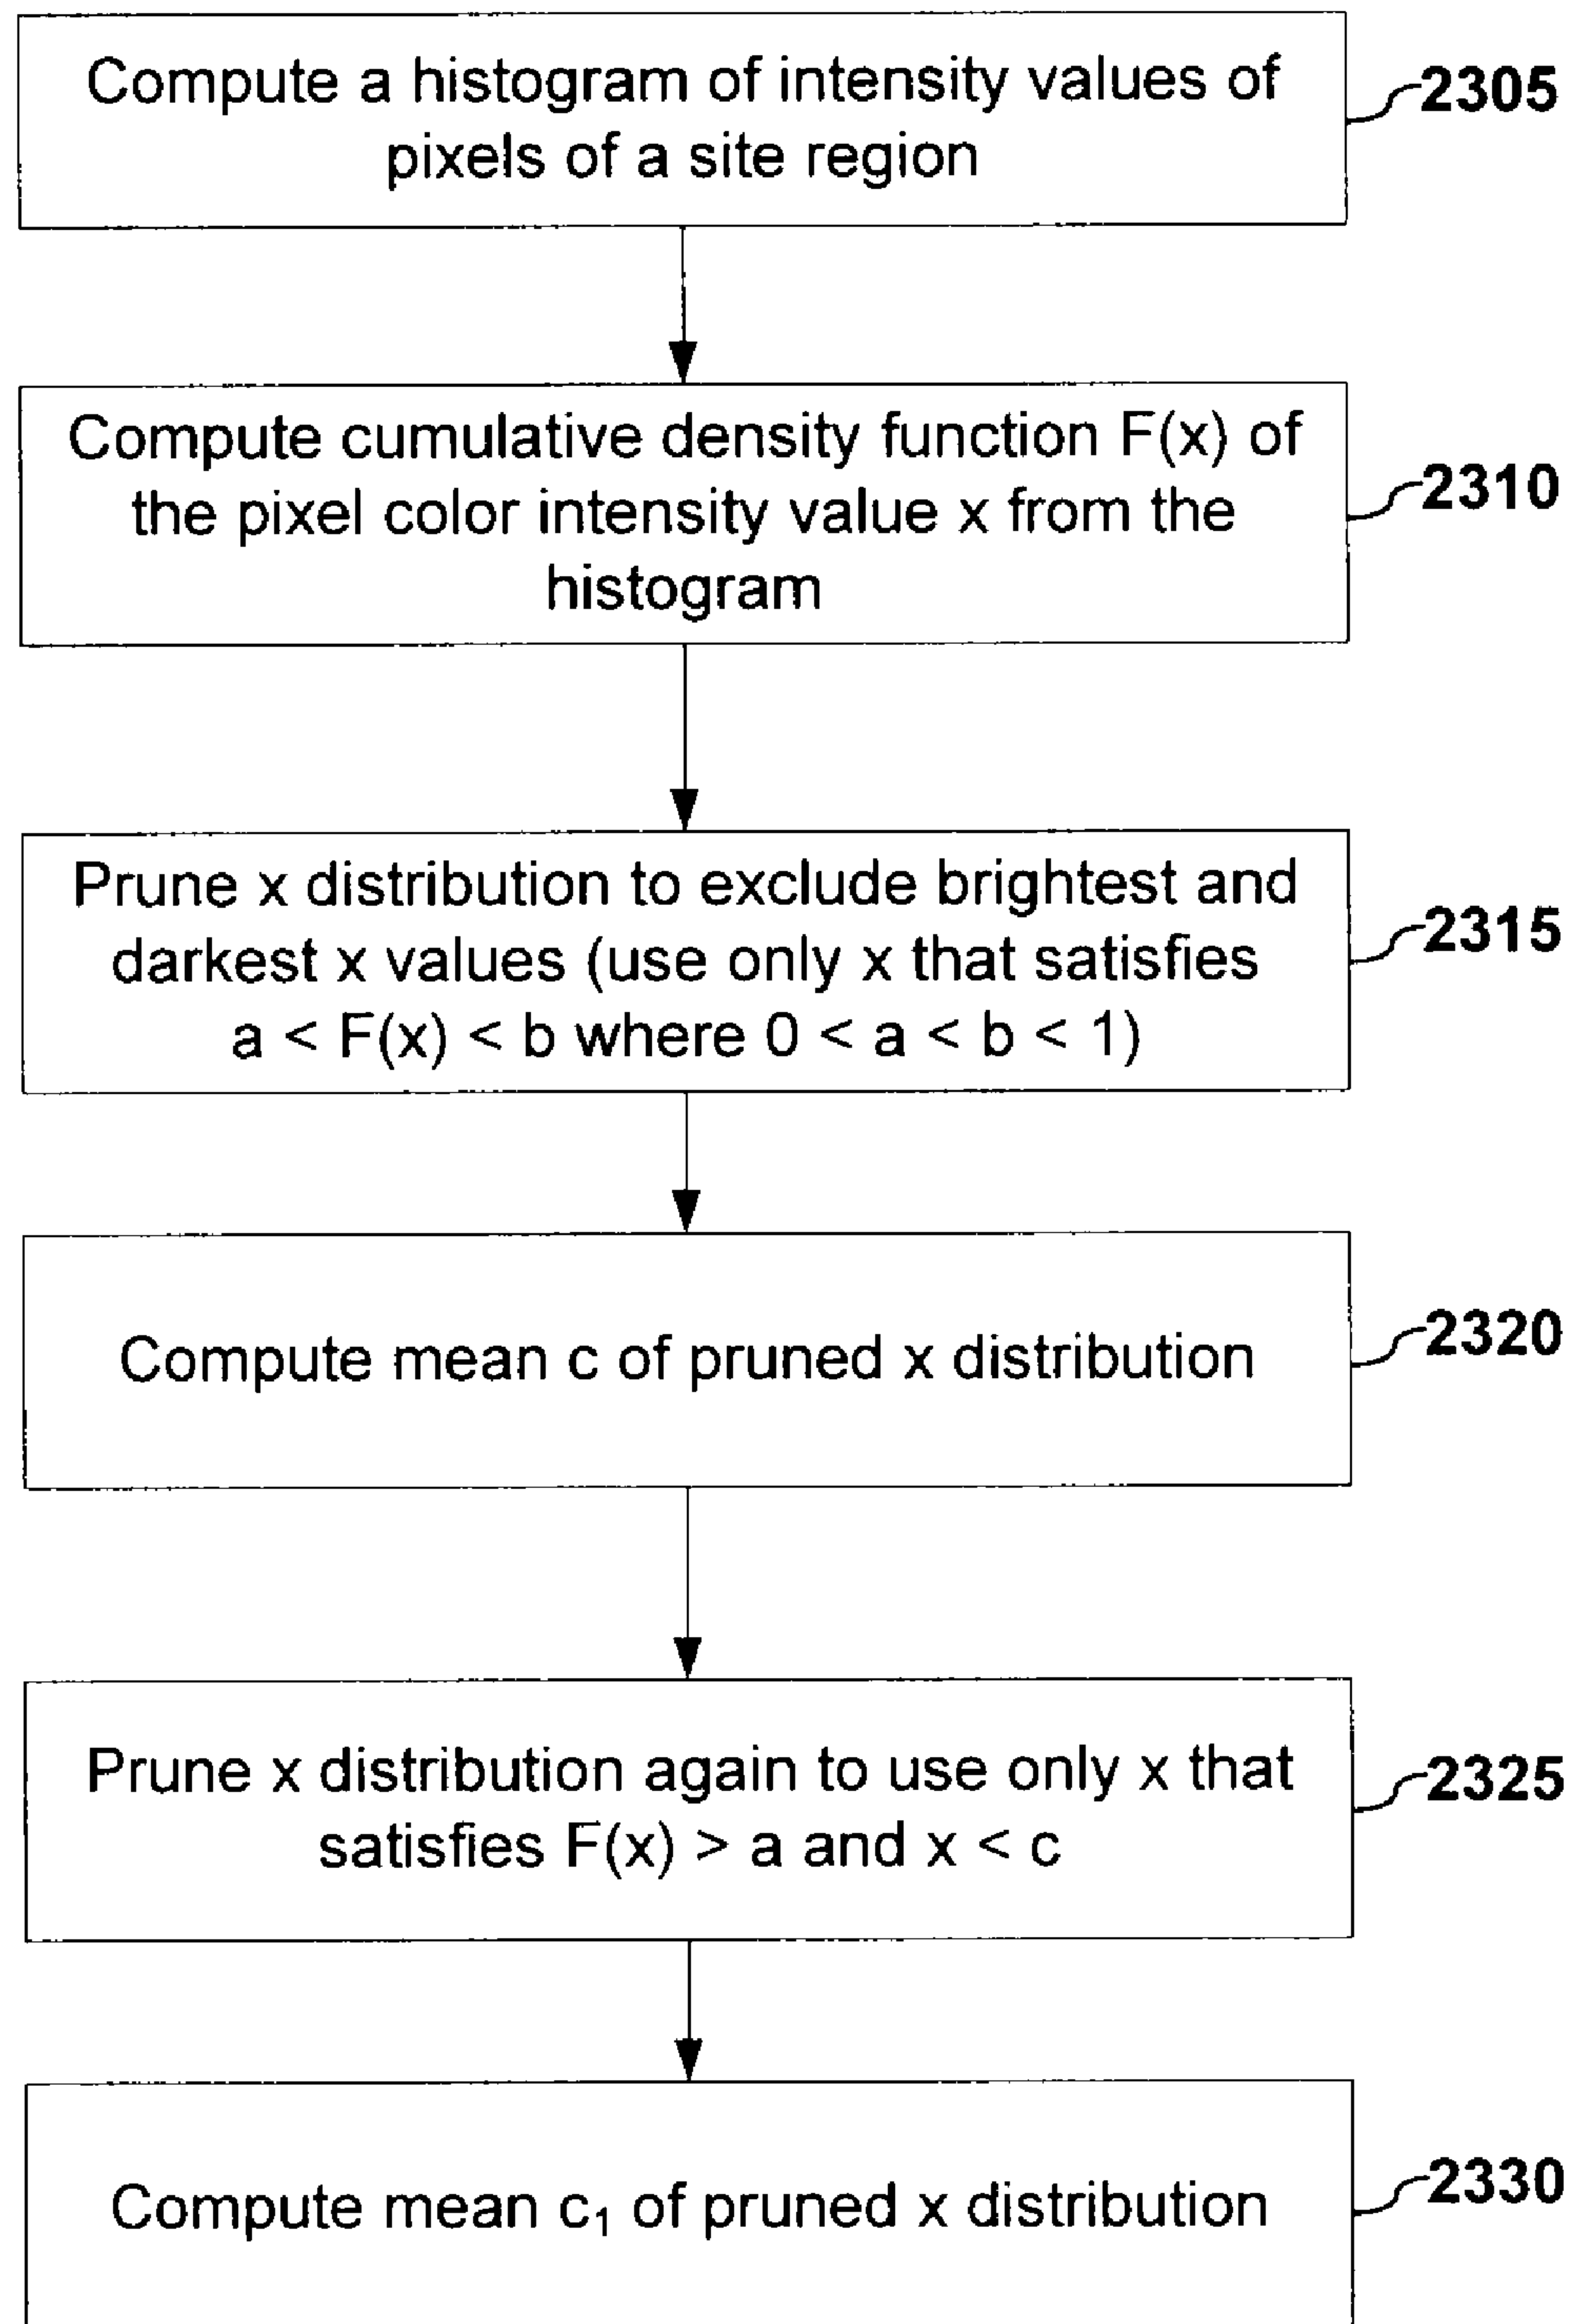 Compute a histogram of intensity values of
pixels of a site region
2305
Compute cumulative density function F(x) of
the pixel color intensity value x from the
histogram
2310
Prune x distribution to exclude brightest and
darkest x values (use only x that satisfies
a < F(x) < b where 0 < a < b < 1)
2315
Compute mean c of pruned x distribution
2320
Prune x distribution again to use only x that
satisfies F(x) > a and x < c
2325
Compute mean c₁ of pruned x distribution
2330